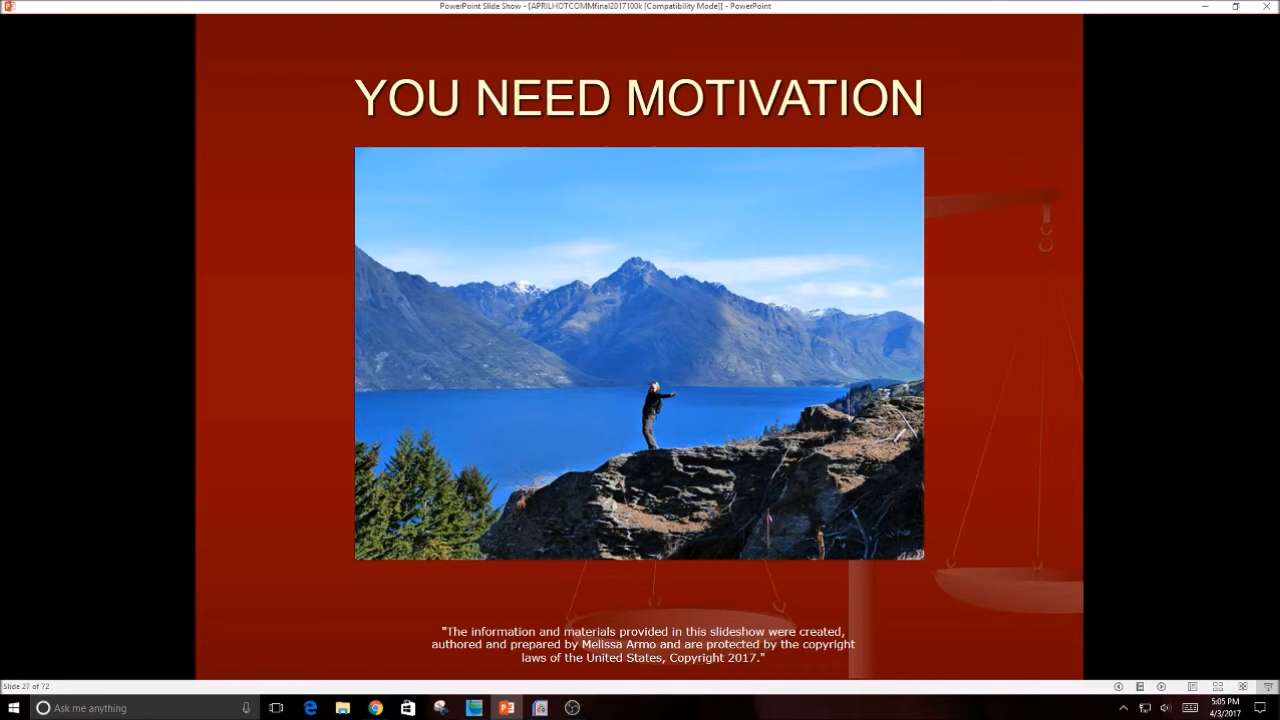 PowerPoint Slide Show - [APRILHOTCOMMfinal2017100k [Compatibility Mode]] - PowerPoint
YOU NEED MOTIVATION
"The information and materials provided in this slideshow were created,
authored and prepared by Melissa Armo and are protected by the copyright
laws of the United States, Copyright 2017."
Slide 27 of 72
Ask me anything
5:05 PM
4/3/2017